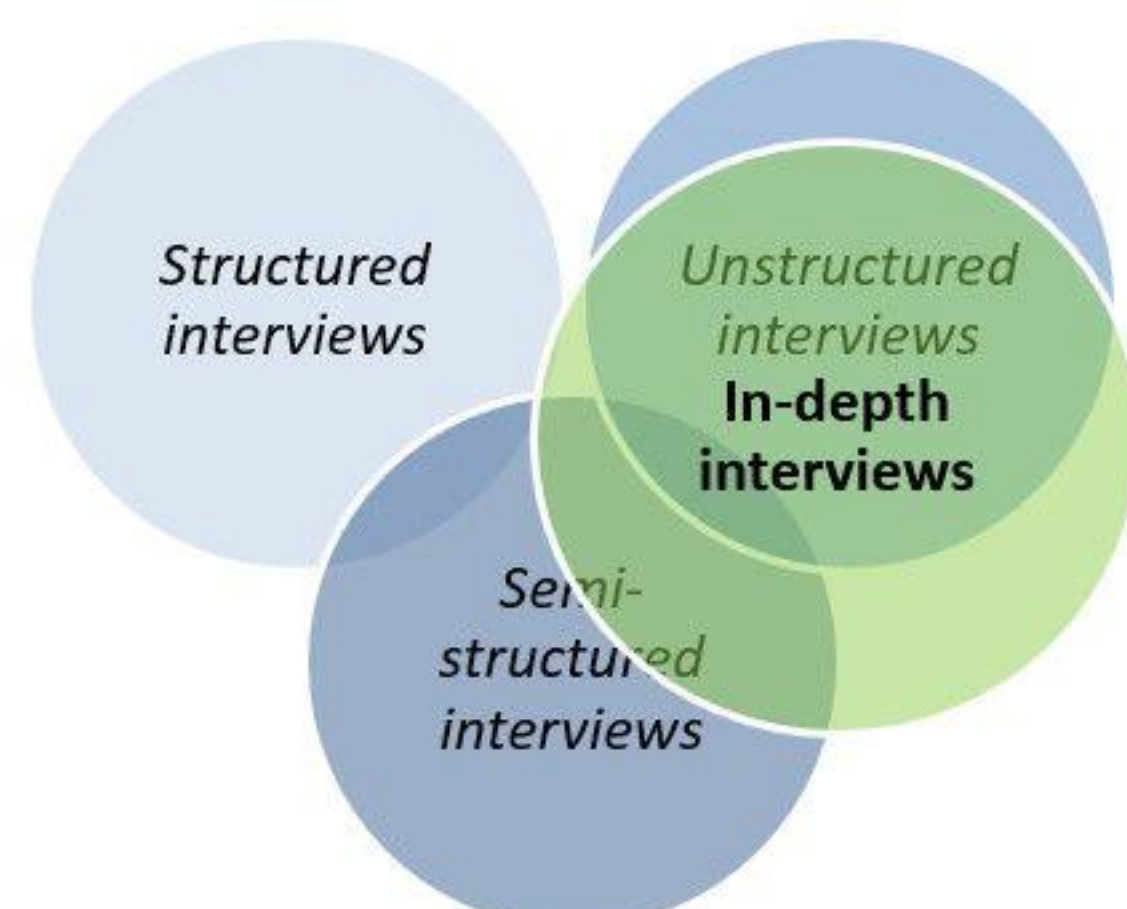 Structured
interviews
Unstructured
interviews
In-depth
interviews
Semi-
structured
interviews